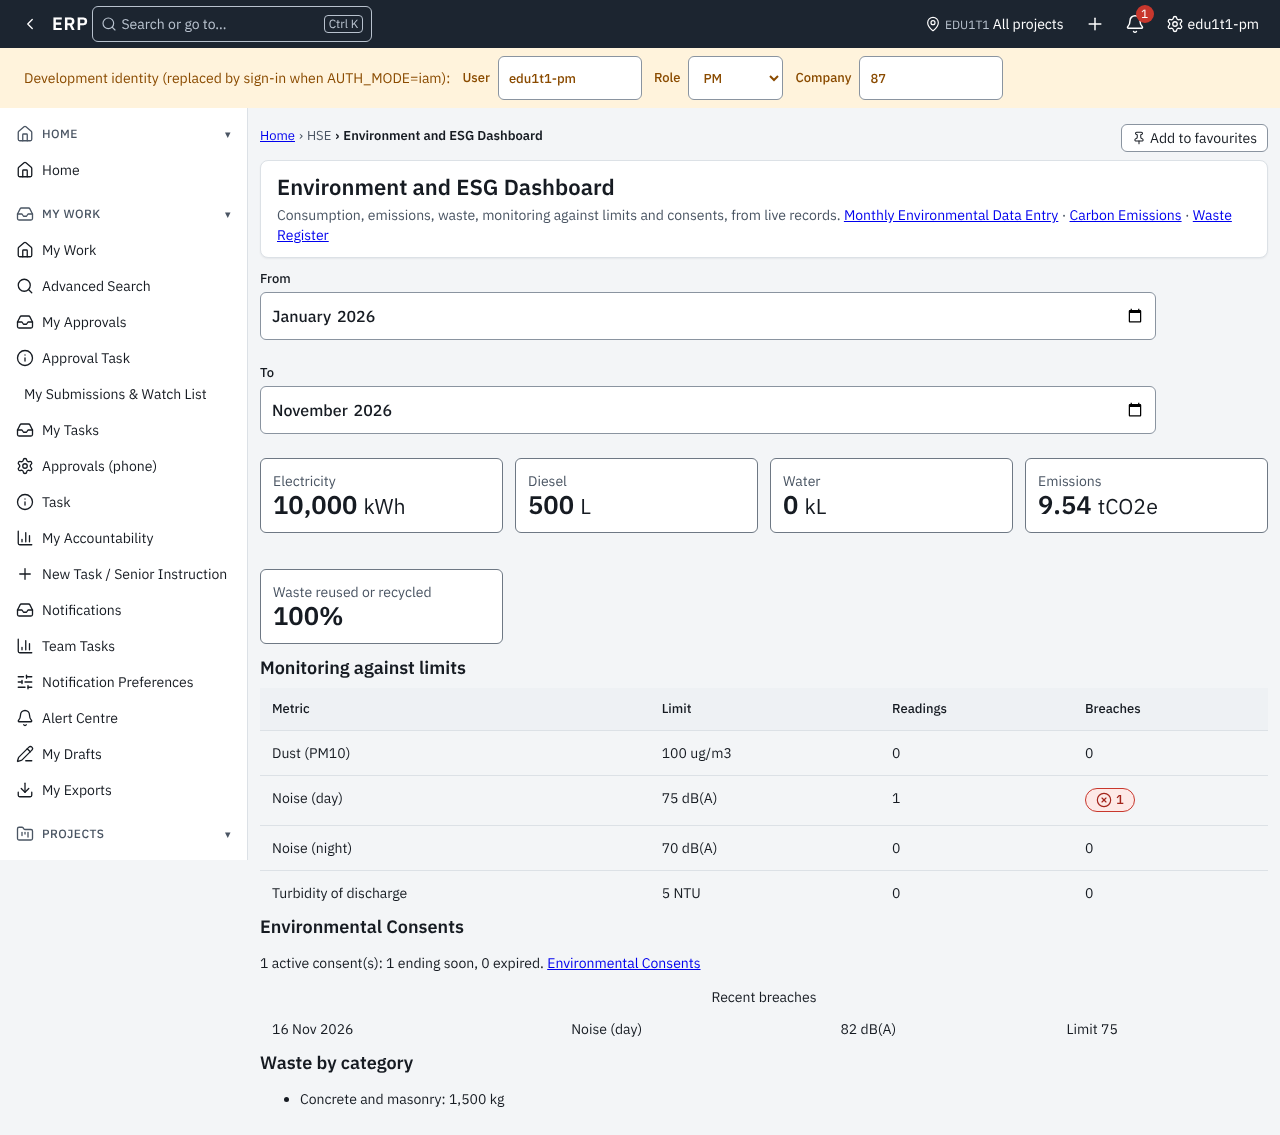 ERP Search or go to... Ctrl K EDU1T1 All projects 1 edu1t1-pm
Development identity (replaced by sign-in when AUTH_MODE=iam): User edu1t1-pm Role PM Company 87
HOME
Home
MY WORK
My Work
Advanced Search
My Approvals
Approval Task
My Submissions & Watch List
My Tasks
Approvals (phone)
Task
My Accountability
New Task / Senior Instruction
Notifications
Team Tasks
Notification Preferences
Alert Centre
My Drafts
My Exports
PROJECTS
Home › HSE › Environment and ESG Dashboard
Add to favourites
Environment and ESG Dashboard
Consumption, emissions, waste, monitoring against limits and consents, from live records. Monthly Environmental Data Entry · Carbon Emissions · Waste
Register
From
January 2026
To
November 2026
Electricity
10,000 kWh
Diesel
500 L
Water
0 kL
Emissions
9.54 tCO2e
Waste reused or recycled
100%
Monitoring against limits
Metric Limit Readings Breaches
Dust (PM10) 100 ug/m3 0 0
Noise (day) 75 dB(A) 1 1
Noise (night) 70 dB(A) 0 0
Turbidity of discharge 5 NTU 0 0
Environmental Consents
1 active consent(s): 1 ending soon, 0 expired. Environmental Consents
Recent breaches
16 Nov 2026 Noise (day) 82 dB(A) Limit 75
Waste by category
• Concrete and masonry: 1,500 kg